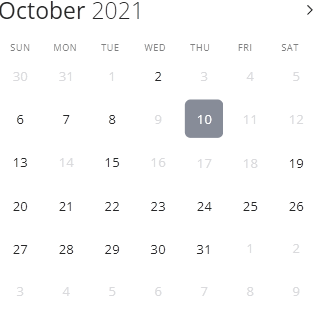 October 2021
SUN MON TUE WED THU FRI SAT
30 31 1 2 3 4 5
6 7 8 9 10 11 12
13 14 15 16 17 18 19
20 21 22 23 24 25 26
27 28 29 30 31 1 2
3 4 5 6 7 8 9